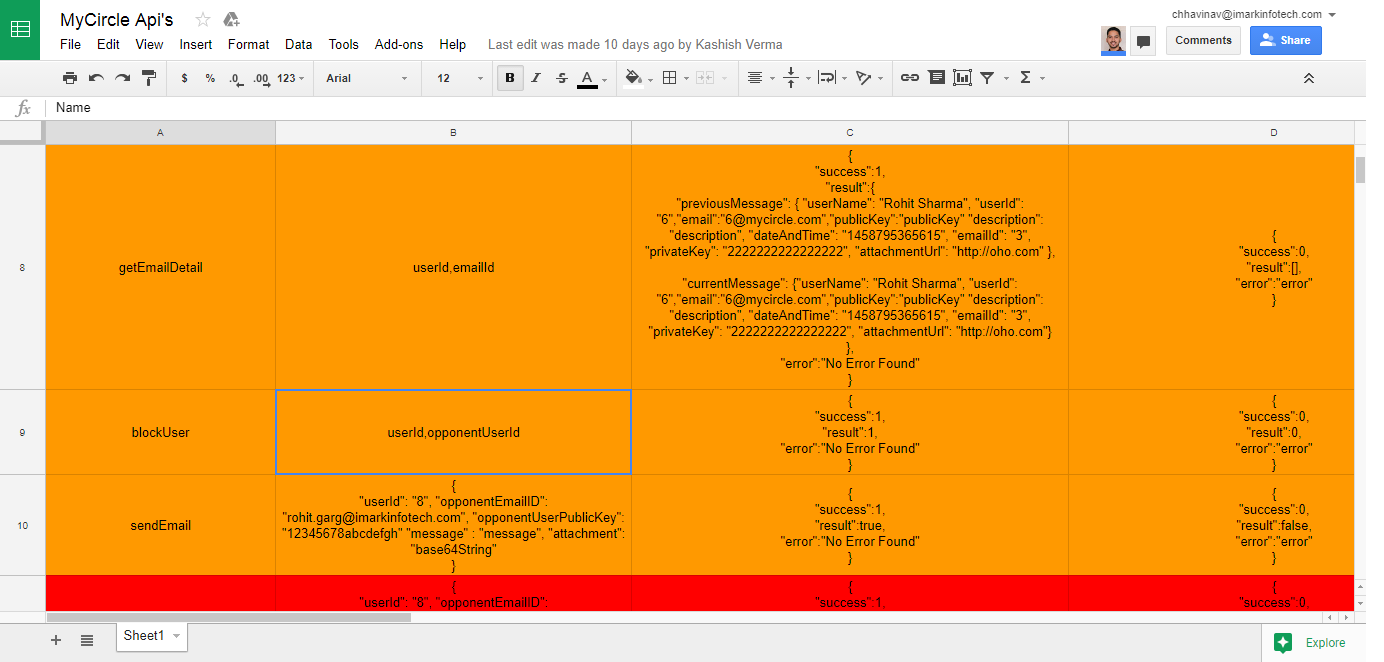 MyCircle Api's
chhavinav@imarkinfotech.com
File Edit View Insert Format Data Tools Add-ons Help Last edit was made 10 days ago by Kashish Verma
Comments
Share
$ % .0 .00 123 Arial 12 B I S A Σ
fx Name
A B C D
8
getEmailDetail
userId,emailId
{
"success":1,
"result":{
"previousMessage": { "userName": "Rohit Sharma", "userId":
"6","email":"6@mycircle.com","publicKey":"publicKey" "description":
"description", "dateAndTime": "1458795365615", "emailId": "3",
"privateKey": "2222222222222222", "attachmentUrl": "http://oho.com" },
"currentMessage": {"userName": "Rohit Sharma", "userId":
"6","email":"6@mycircle.com","publicKey":"publicKey" "description":
"description", "dateAndTime": "1458795365615", "emailId": "3",
"privateKey": "2222222222222222", "attachmentUrl": "http://oho.com"}
},
"error":"No Error Found"
}
{
"success":0,
"result":[],
"error":"error"
}
9
blockUser
userId,opponentUserId
{
"success":1,
"result":1,
"error":"No Error Found"
}
{
"success":0,
"result":0,
"error":"error"
}
10
sendEmail
{
"userId": "8", "opponentEmailID":
"rohit.garg@imarkinfotech.com", "opponentUserPublicKey":
"12345678abcdefgh" "message" : "message", "attachment":
"base64String"
}
{
"success":1,
"result":true,
"error":"No Error Found"
}
{
"success":0,
"result":false,
"error":"error"
}
{
"userId": "8", "opponentEmailID":
{
"success":1,
{
"success":0,
Sheet1
Explore